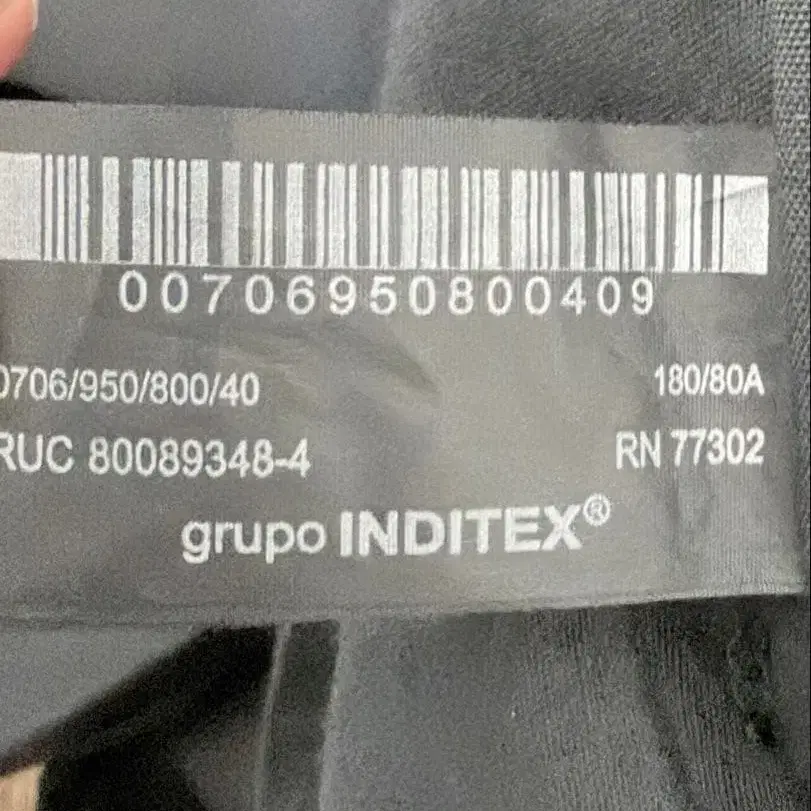 00706950800409
0706/950/800/40
180/80A
RUC 80089348-4
RN 77302
grupo INDITEX®